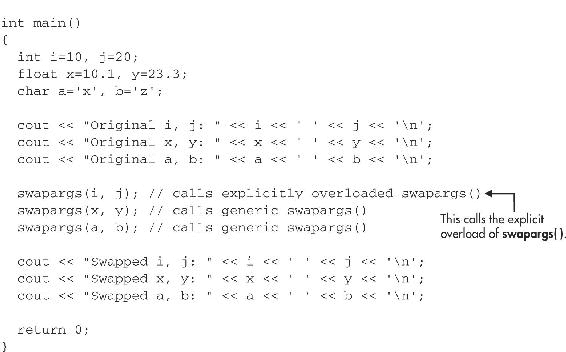 int main()
{
int i=10, j=20;
float x=10.1, y=23.3;
char a='x', b='z';
cout << "Original i, j: " << i << ' ' << j << '\n';
cout << "Original x, y: " << x << ' ' << y << '\n';
cout << "Original a, b: " << a << ' ' << b << '\n';
swapargs(i, j); // calls explicitly overloaded swapargs()
swapargs(x, y); // calls generic swapargs()
swapargs(a, b); // calls generic swapargs()
This calls the explicit
overload of swapargs().
cout << "Swapped i, j: " << i << ' ' << j << '\n';
cout << "Swapped x, y: " << x << ' ' << y << '\n';
cout << "Swapped a, b: " << a << ' ' << b << '\n';
return 0;
}